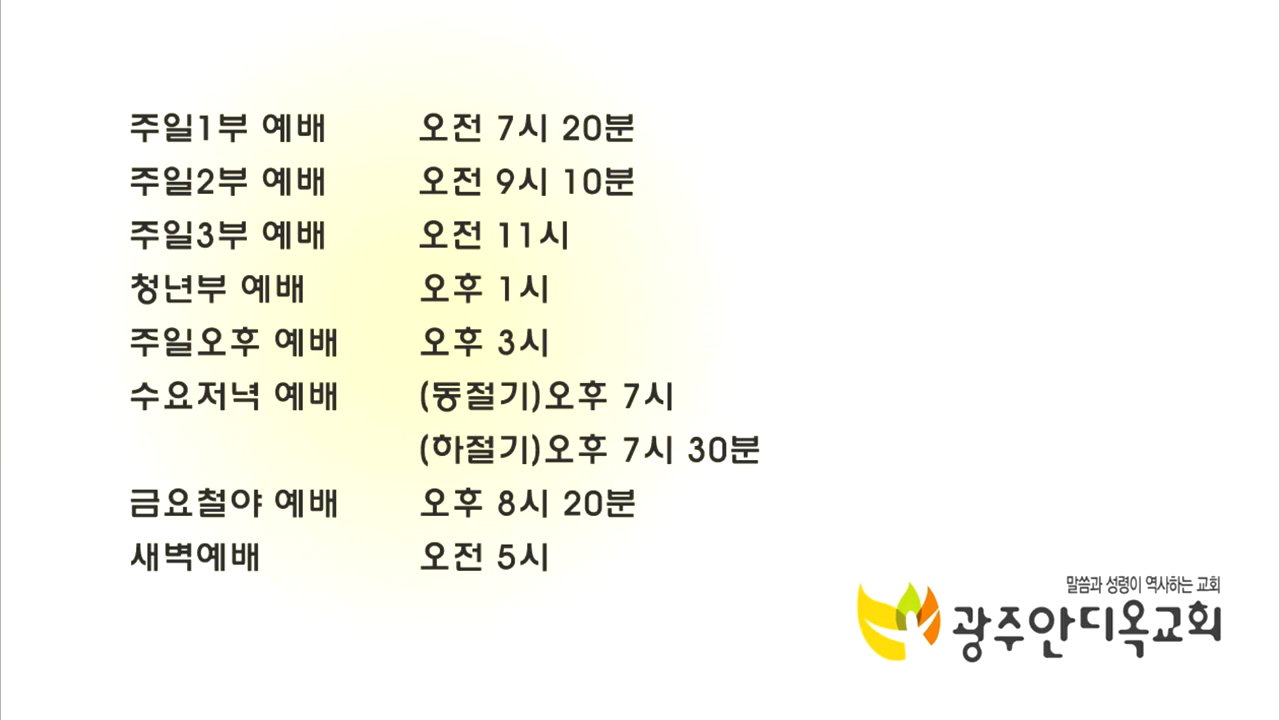 주일1부 예배 오전 7시 20분
주일2부 예배 오전 9시 10분
주일3부 예배 오전 11시
청년부 예배 오후 1시
주일오후 예배 오후 3시
수요저녁 예배 (동절기)오후 7시
(하절기)오후 7시 30분
금요철야 예배 오후 8시 20분
새벽예배 오전 5시
말씀과 성령이 역사하는 교회
광주안디옥교회